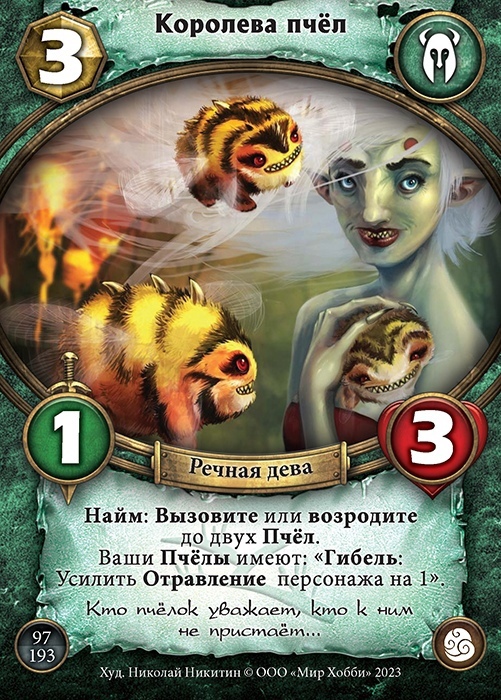 Королева пчёл
3
1
3
Речная дева
Найм: Вызовите или возродите
до двух Пчёл.
Ваши Пчёлы имеют: «Гибель:
Усилить Отравление персонажа на 1».
Кто пчёлок уважает, кто к ним
не пристаёт...
97
193
Худ. Николай Никитин © ООО «Мир Хобби» 2023